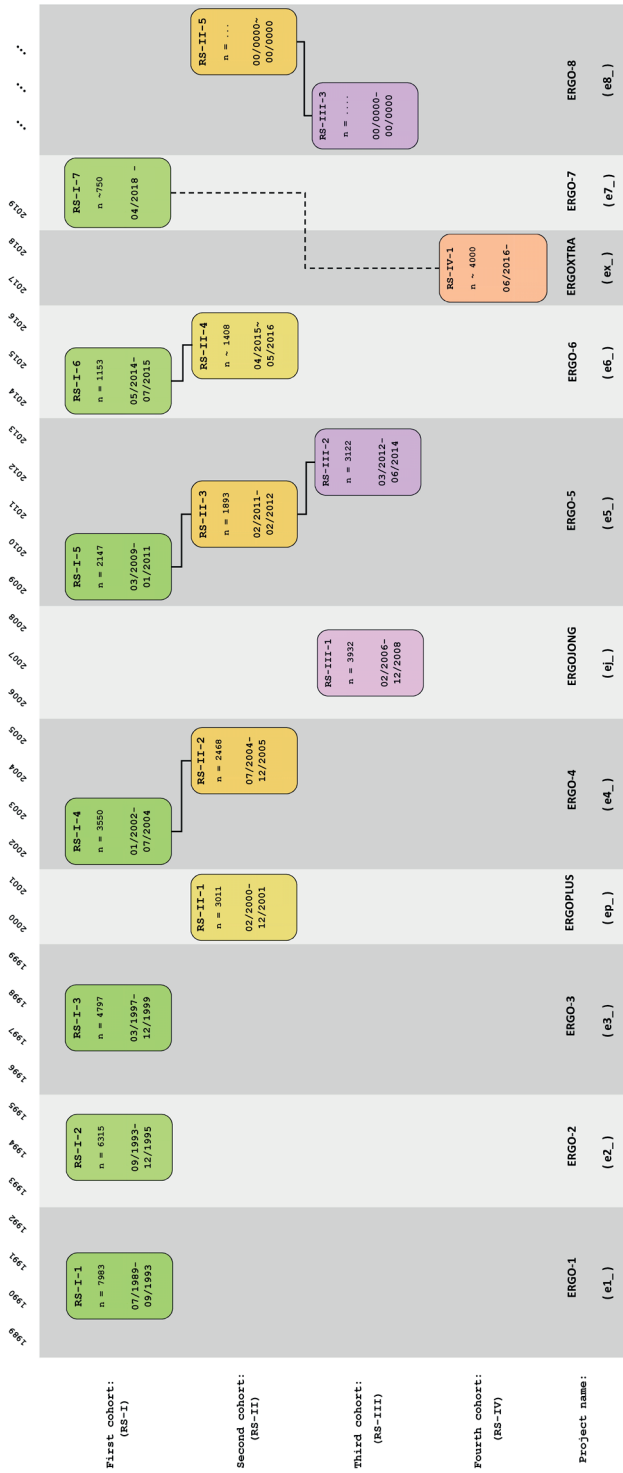 1989
1990
1991
1992
1993
1994
1995
1996
1997
1998
1999
2000
2001
2002
2003
2004
2005
2006
2007
2008
2009
2010
2011
2012
2013
2014
2015
2016
2017
2018
2019
...
...
...
First cohort:
(RS-I)
RS-I-1
n = 7983
07/1989-
09/1993
RS-I-2
n = 6315
09/1993-
12/1995
RS-I-3
n = 4797
03/1997-
12/1999
RS-I-4
n = 3550
01/2002-
07/2004
RS-I-5
n = 2147
03/2009-
01/2011
RS-I-6
n = 1153
05/2014-
07/2015
RS-I-7
n ~750
04/2018 -
Second cohort:
(RS-II)
RS-II-1
n = 3011
02/2000-
12/2001
RS-II-2
n = 2468
07/2004-
12/2005
RS-II-3
n = 1893
02/2011-
02/2012
RS-II-4
n ~ 1408
04/2015~
05/2016
RS-II-5
n = ...
00/0000~
00/0000
Third cohort:
(RS-III)
RS-III-1
n = 3932
02/2006-
12/2008
RS-III-2
n = 3122
03/2012-
06/2014
RS-III-3
n = ....
00/0000-
00/0000
Fourth cohort:
(RS-IV)
RS-IV-1
n ~ 4000
06/2016-
Project name:
ERGO-1
( e1_ )
ERGO-2
( e2_ )
ERGO-3
( e3_ )
ERGOPLUS
( ep_ )
ERGO-4
( e4_ )
ERGOJONG
( ej_ )
ERGO-5
( e5_ )
ERGO-6
( e6_ )
ERGOXTRA
( ex_ )
ERGO-7
( e7_ )
ERGO-8
( e8_ )